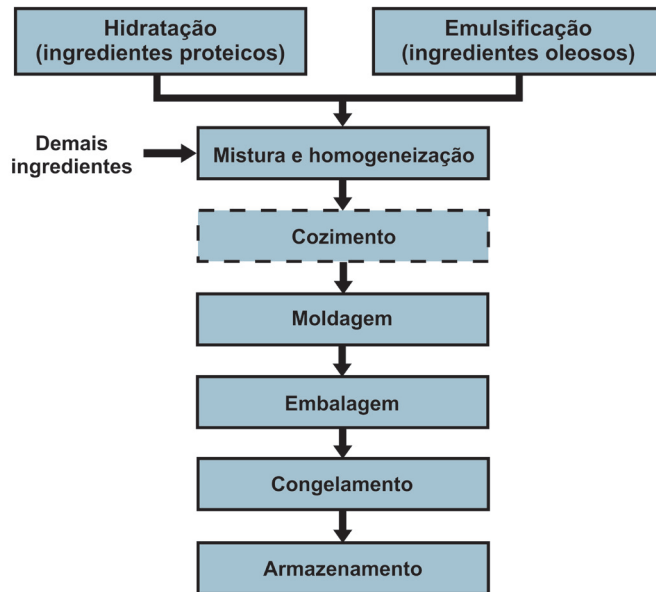 Hidratação
(ingredientes proteicos)
Emulsificação
(ingredientes oleosos)
Demais
ingredientes
Mistura e homogeneização
Cozimento
Moldagem
Embalagem
Congelamento
Armazenamento